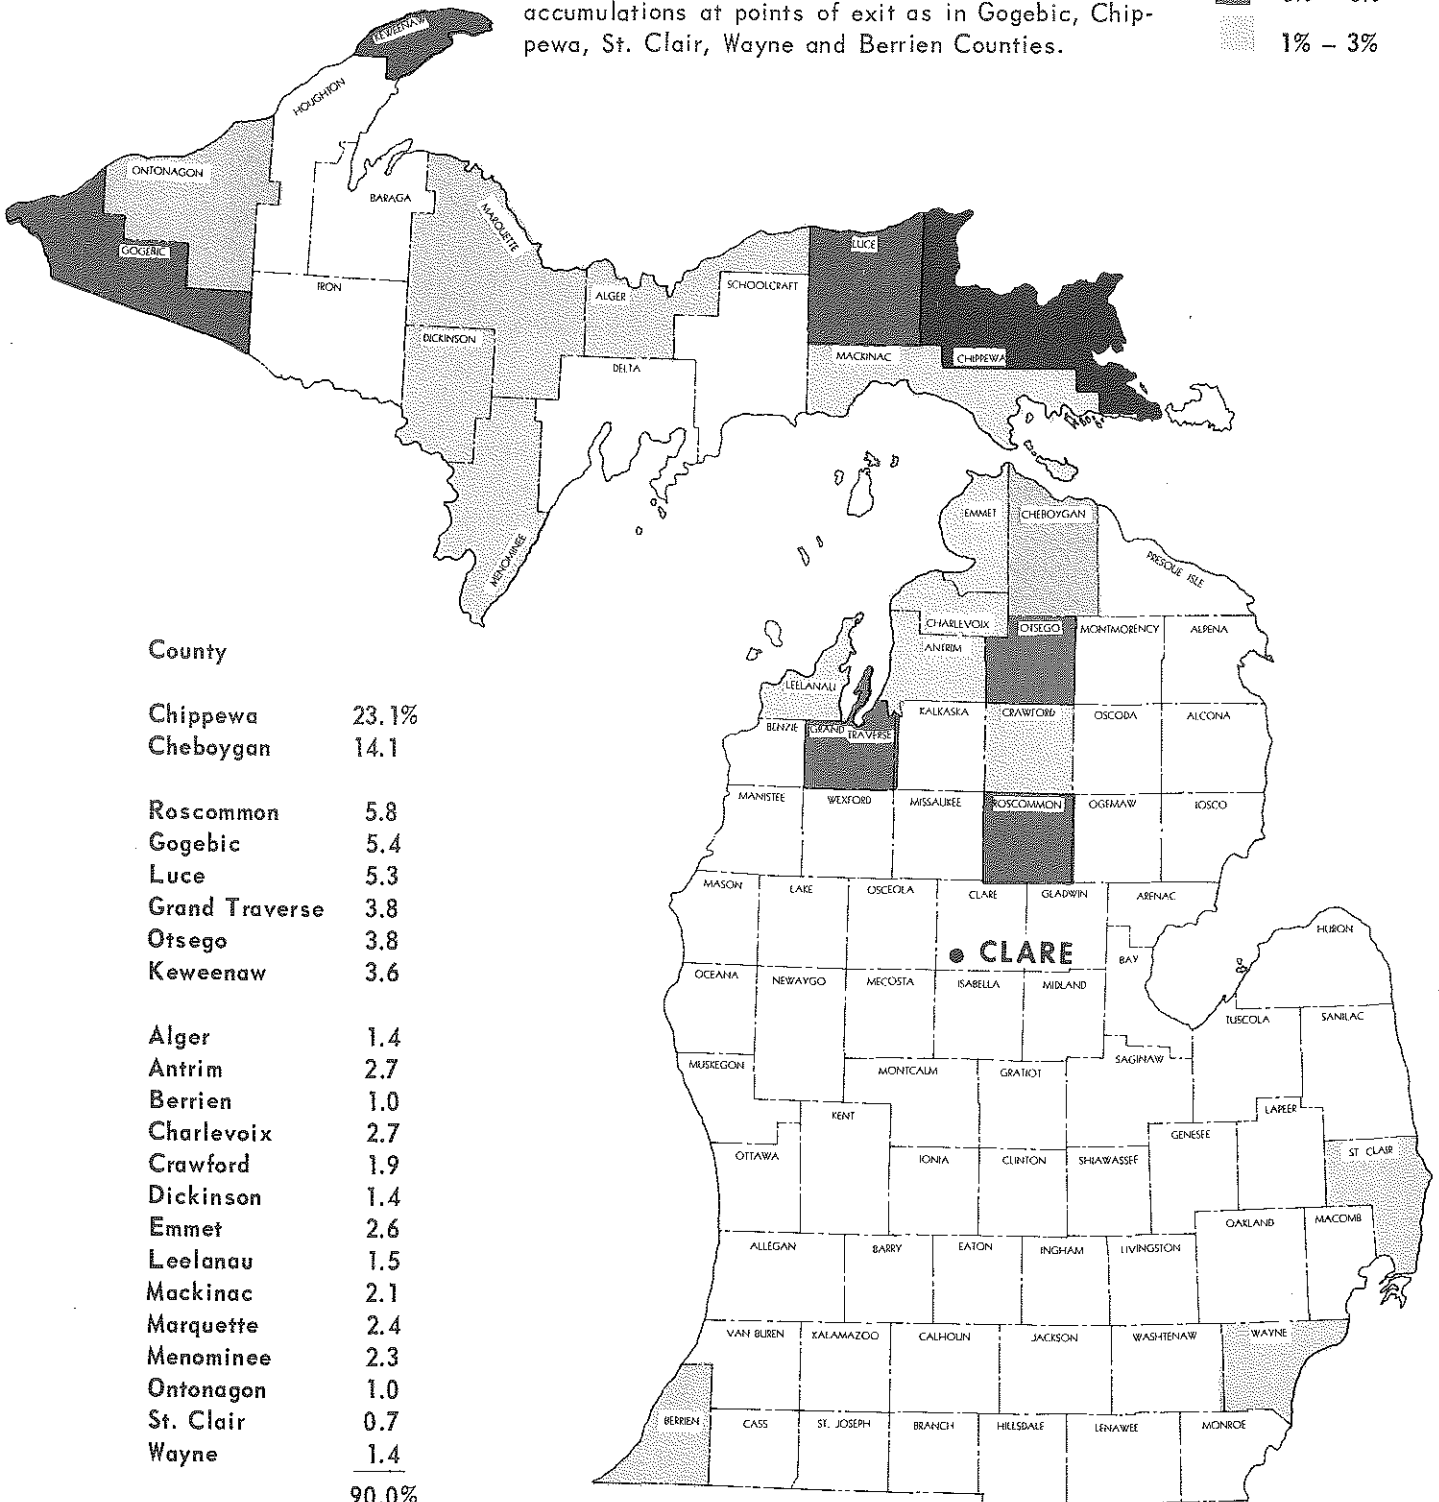 accumulations at points of exit as in Gogebic, Chip-
pewa, St. Clair, Wayne and Berrien Counties.
1% – 3%
KEWEENAW
HOUGHTON
ONTONAGON
BARAGA
MARQUETTE
GOGEBIC
IRON
LUCE
ALGER
SCHOOLCRAFT
DICKINSON
MACKINAC
CHIPPEWA
DELTA
MENOMINEE
EMMET
CHEBOYGAN
PRESQUE ISLE
CHARLEVOIX
OTSEGO
MONTMORENCY
ALPENA
ANTRIM
LEELANAU
KALKASKA
CRAWFORD
OSCODA
ALCONA
BENZIE
GRAND TRAVERSE
MANISTEE
WEXFORD
MISSAUKEE
ROSCOMMON
OGEMAW
IOSCO
MASON
LAKE
OSCEOLA
CLARE
GLADWIN
ARENAC
HURON
CLARE
BAY
OCEANA
NEWAYGO
MECOSTA
ISABELLA
MIDLAND
TUSCOLA
SANILAC
MUSKEGON
MONTCALM
GRATIOT
SAGINAW
KENT
LAPEER
GENESEE
OTTAWA
IONIA
CLINTON
SHIAWASSEE
ST CLAIR
OAKLAND
MACOMB
ALLEGAN
BARRY
EATON
INGHAM
LIVINGSTON
VAN BUREN
KALAMAZOO
CALHOUN
JACKSON
WASHTENAW
WAYNE
BERRIEN
CASS
ST. JOSEPH
BRANCH
HILLSDALE
LENAWEE
MONROE
County
Chippewa 23.1%
Cheboygan 14.1
Roscommon 5.8
Gogebic 5.4
Luce 5.3
Grand Traverse 3.8
Otsego 3.8
Keweenaw 3.6
Alger 1.4
Antrim 2.7
Berrien 1.0
Charlevoix 2.7
Crawford 1.9
Dickinson 1.4
Emmet 2.6
Leelanau 1.5
Mackinac 2.1
Marquette 2.4
Menominee 2.3
Ontonagon 1.0
St. Clair 0.7
Wayne 1.4
90.0%